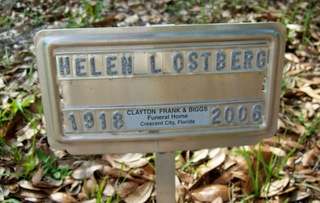 HELEN L OSTBERG
1918 2006
CLAYTON FRANK & BIGGS
Funeral Home
Crescent City, Florida